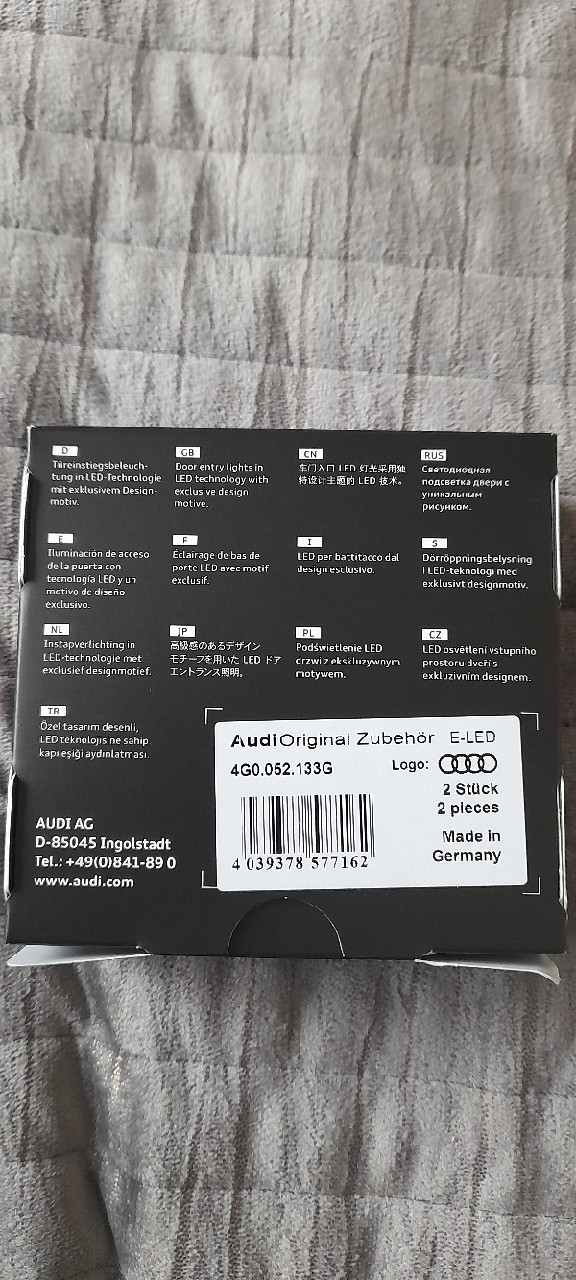 D
Türeinstiegsbeleuch-
tung in LED-Technologie
mit exklusivem Design-
motiv.
GB
Door entry lights in
LED technology with
exclusive design
motive.
CN
车门入口 LED 灯光采用独
特设计主题的 LED 技术。
RUS
Светодиодная
подсветка двери с
уникальным
рисунком.
E
Iluminación de acceso
de la puerta con
tecnología LED y un
motivo de diseño
exclusivo.
F
Éclairage de bas de
porte LED avec motif
exclusif.
I
LED per battitacco dal
design esclusivo.
S
Dörröppningsbelysning
i LED-teknologi med
exklusivt designmotiv.
NL
Instapverlichting in
LED-technologie met
exclusief designmotief.
JP
高級感のあるデザイン
モチーフを用いた LED ドア
エントランス照明。
PL
Podświetlenie LED
drzwi z ekskluzywnym
motywem.
CZ
LED osvětlení vstupního
prostoru dveří s
exkluzivním designem.
TR
Özel tasarım desenli,
LED teknolojisine sahip
kapı eşiği aydınlatması.
AUDI AG
D-85045 Ingolstadt
Tel.: +49(0)841-89 0
www.audi.com
Audi Original Zubehör E-LED
4G0.052.133G
Logo:
2 Stück
2 pieces
Made in
Germany
4 039378 577162